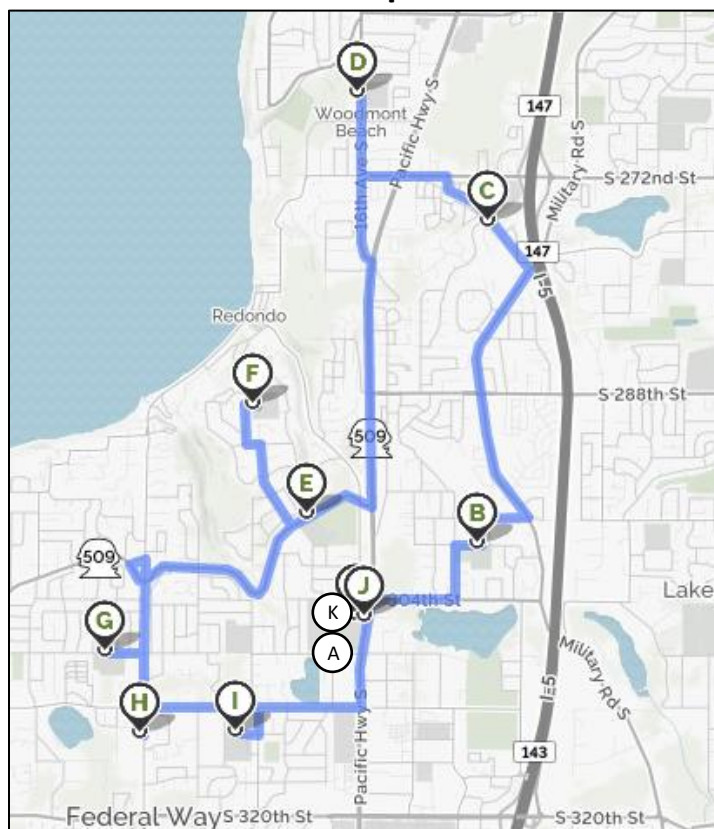 D
Woodmont
Beach
147
Pacific Hwy S
Military Rd S
S 272nd St
16th Ave S
C
147
I-5
Redondo
F
S 288th St
509
E
B
509
J
304th St
K
Lake
G
A
Military Rd S
I-5
H
I
Pacific Hwy S
143
Federal Way
S 320th St
S 320th St